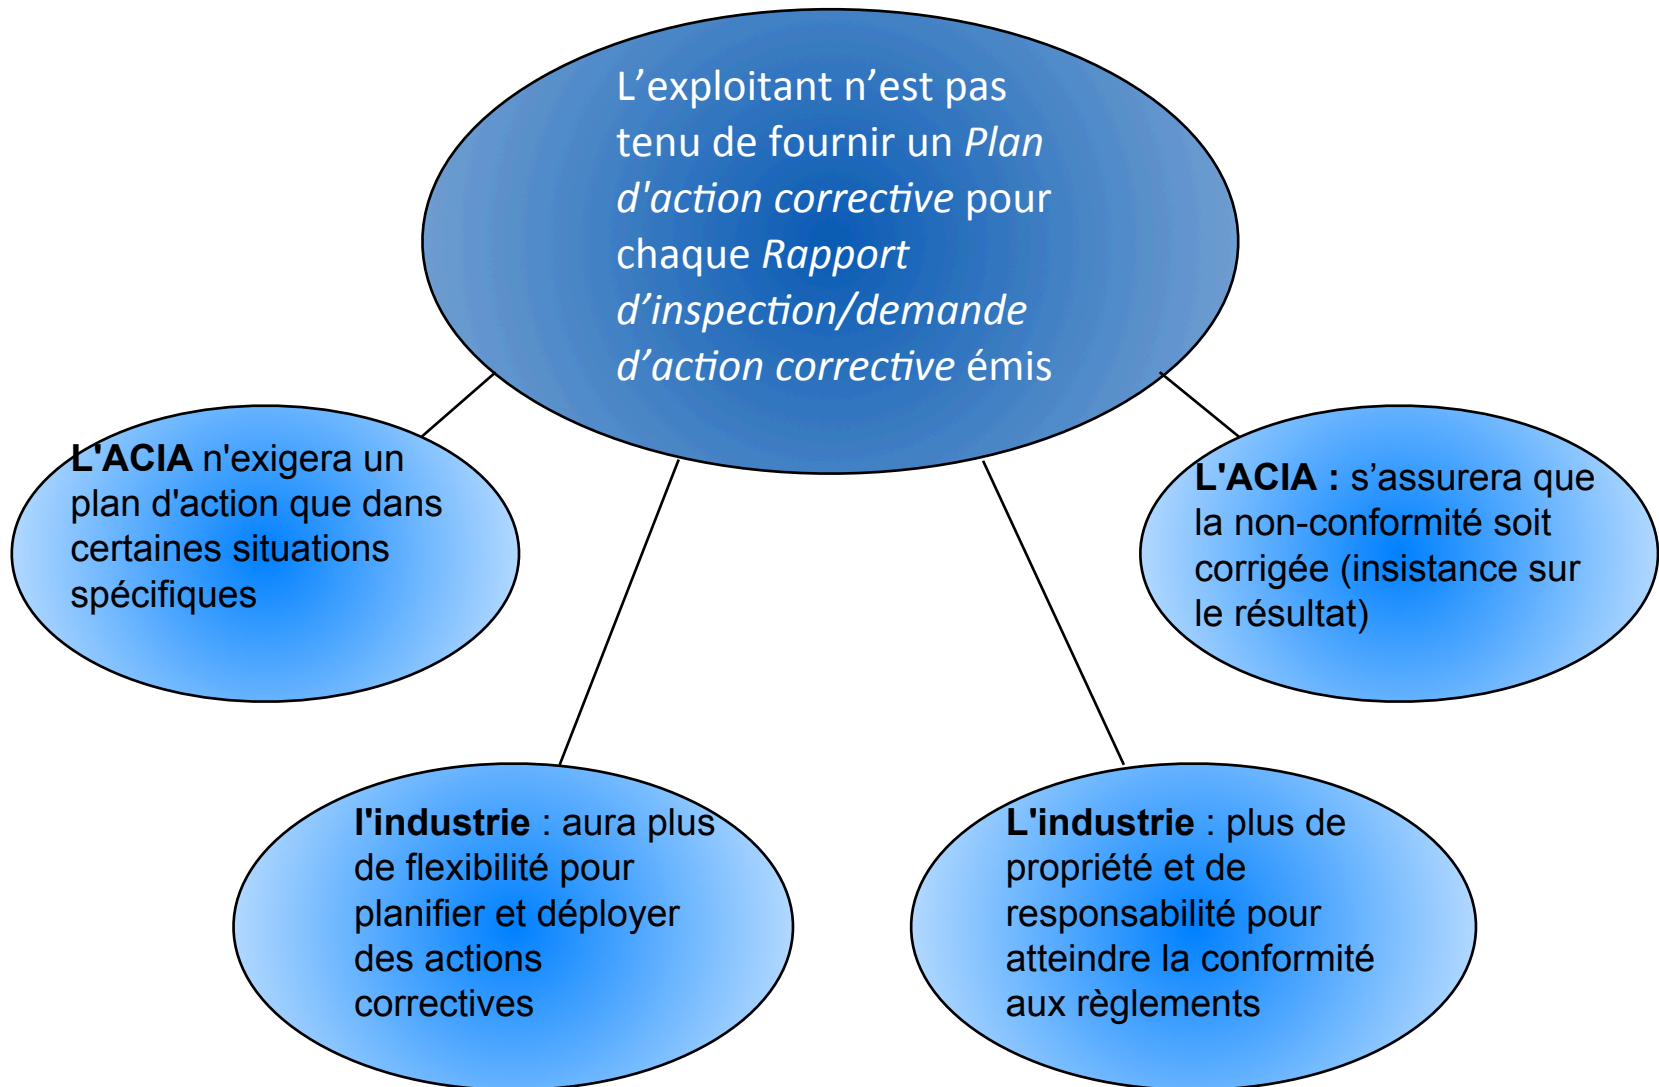 L’exploitant n’est pas
tenu de fournir un Plan
d'action corrective pour
chaque Rapport
d’inspection/demande
d’action corrective émis
L'ACIA n'exigera un
plan d'action que dans
certaines situations
spécifiques
L'ACIA : s’assurera que
la non-conformité soit
corrigée (insistance sur
le résultat)
l'industrie : aura plus
de flexibilité pour
planifier et déployer
des actions
correctives
L'industrie : plus de
propriété et de
responsabilité pour
atteindre la conformité
aux règlements